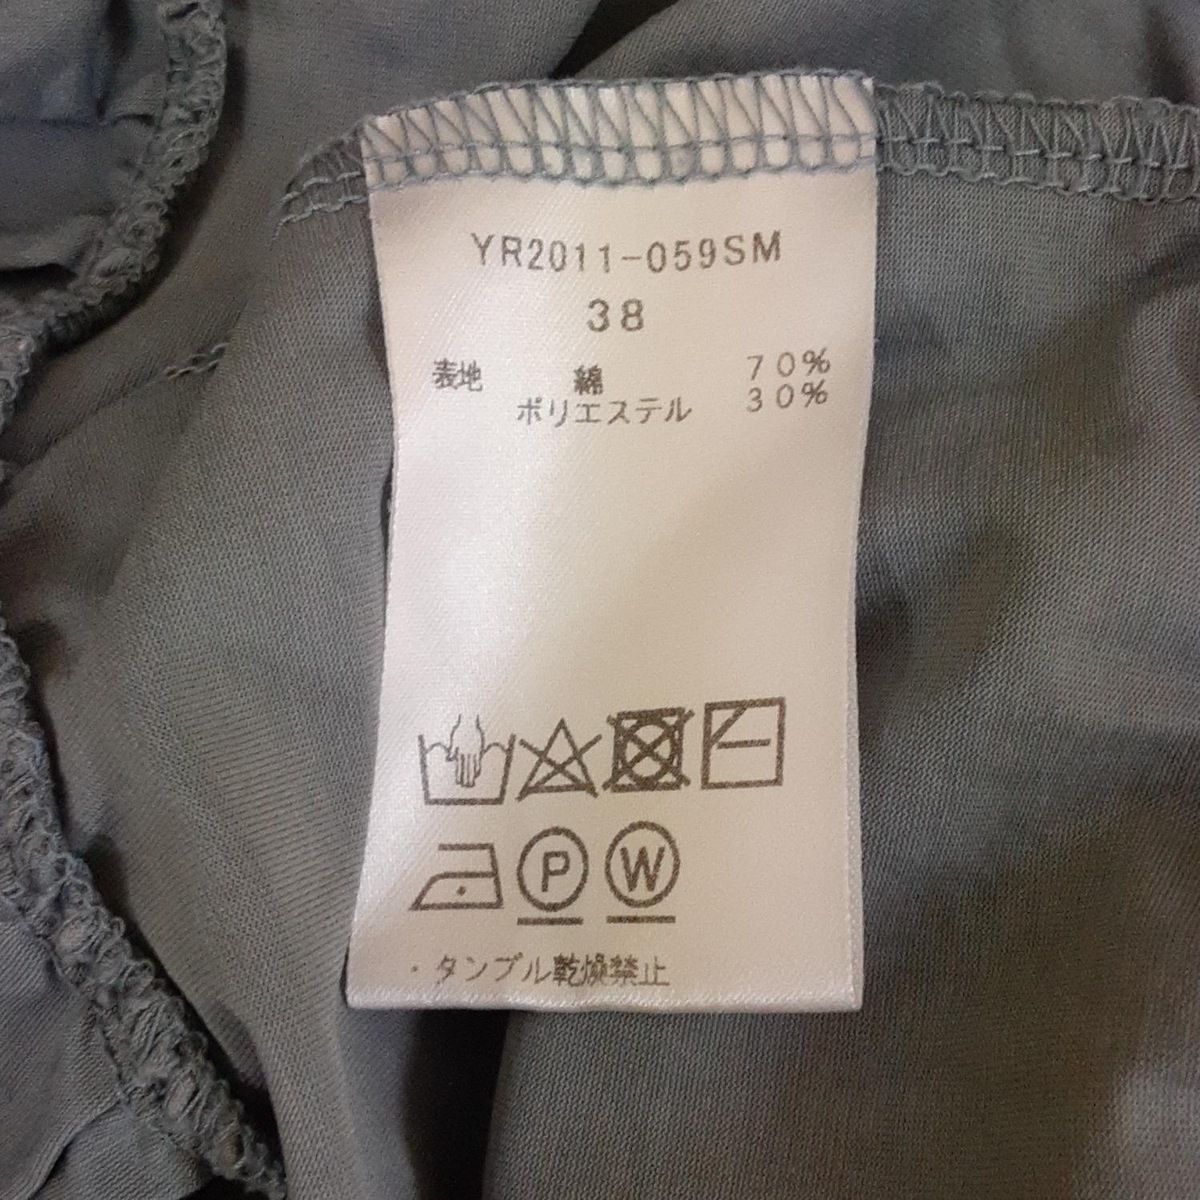 YR2011-059SM
38
表地 綿 70%
ポリエステル 30%
P W
・タンブル乾燥禁止